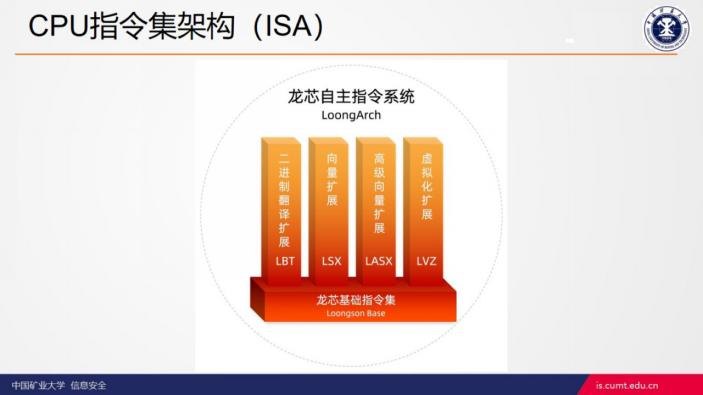 CPU指令集架构（ISA）
龙芯自主指令系统
LoongArch
二进制翻译扩展
LBT
向量扩展
LSX
高级向量扩展
LASX
虚拟化扩展
LVZ
龙芯基础指令集
Loongson Base
中国矿业大学 信息安全
is.cumt.edu.cn